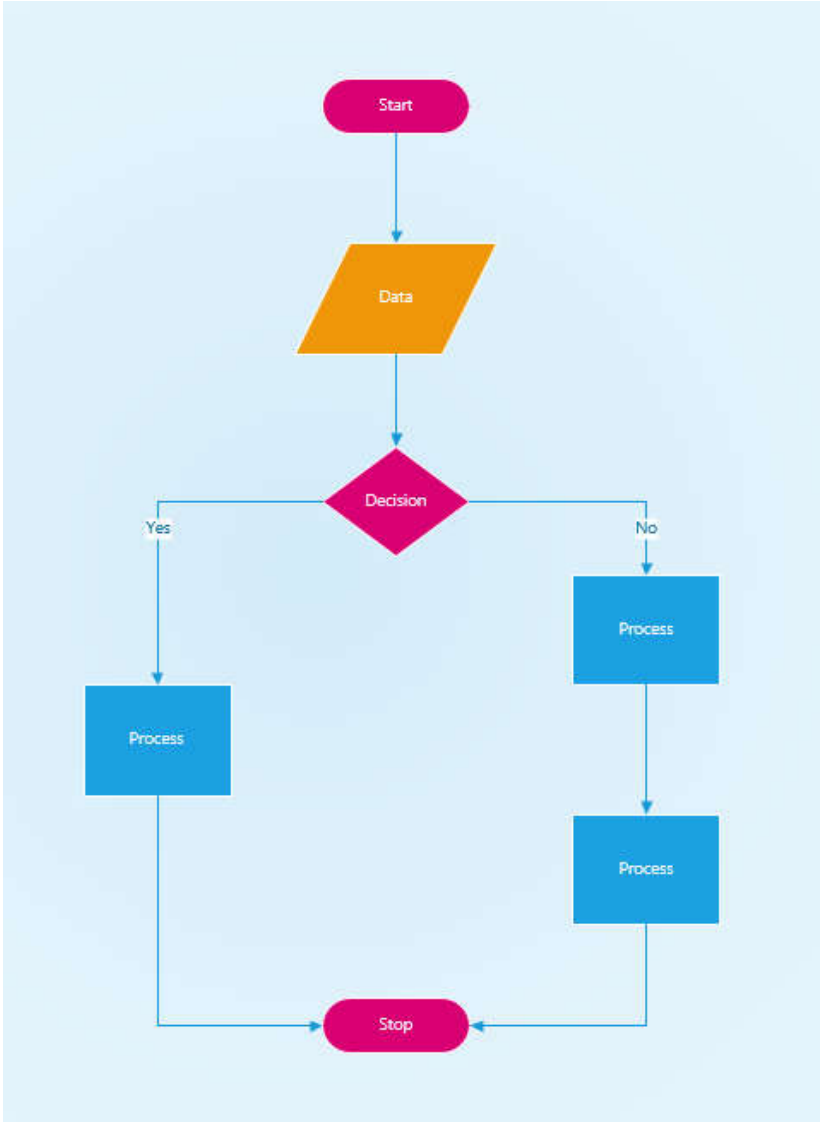 Start
Data
Decision
Yes
No
Process
Process
Process
Stop